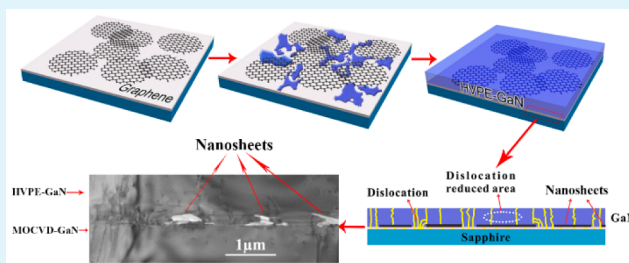 Graphene
HVPE-GaN
Nanosheets
HVPE-GaN
MOCVD-GaN
1μm
Dislocation
reduced area
Dislocation
Nanosheets
GaN
Sapphire